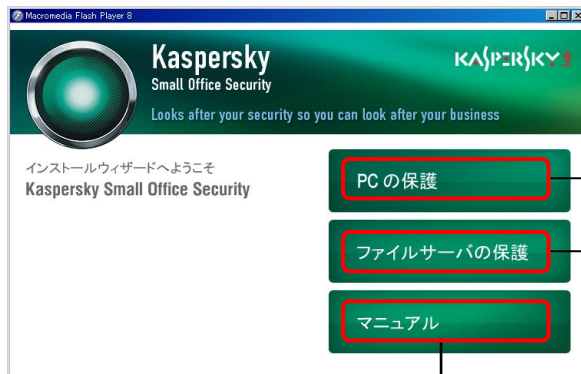 Macromedia Flash Player 8
Kaspersky
Small Office Security
Looks after your security so you can look after your business
KASPERSKY lab
インストールウィザードへようこそ
Kaspersky Small Office Security
PC の保護
ファイルサーバの保護
マニュアル